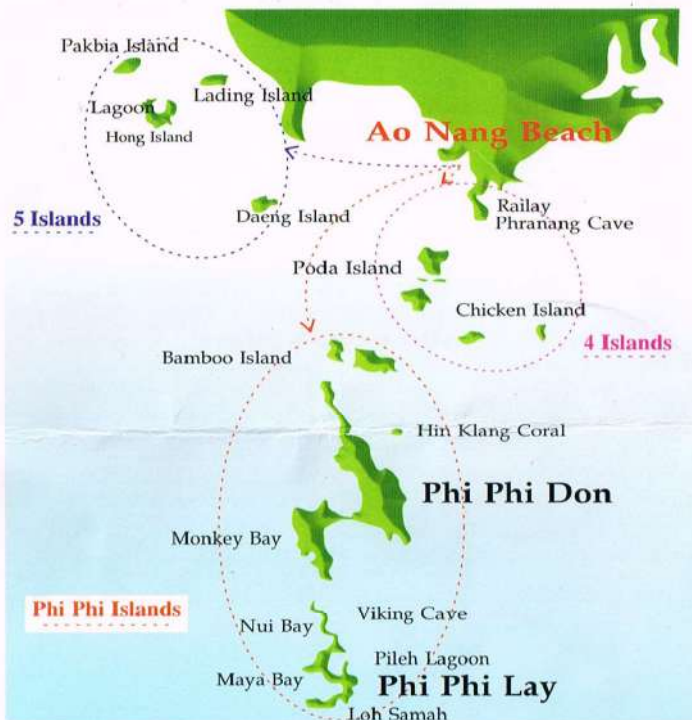 Pakbia Island
Lading Island
Lagoon
Hong Island
Ao Nang Beach
5 Islands
Daeng Island
Railay
Phranang Cave
Poda Island
Chicken Island
4 Islands
Bamboo Island
Hin Klang Coral
Phi Phi Don
Monkey Bay
Phi Phi Islands
Viking Cave
Nui Bay
Pileh Lagoon
Maya Bay
Phi Phi Lay
Loh Samah